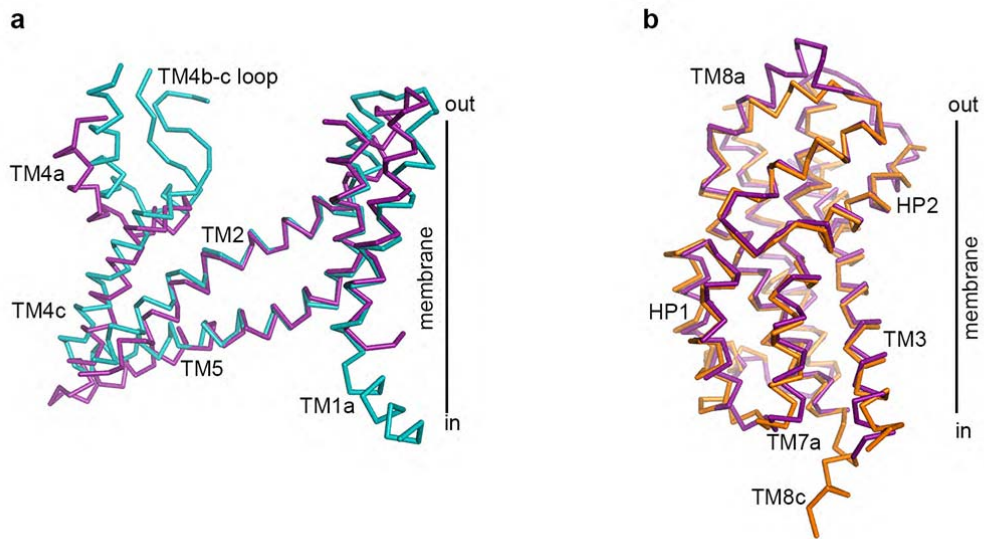 a
TM4b-c loop
out
TM4a
TM2
membrane
TM4c
TM5
TM1a
in
b
TM8a
out
HP2
membrane
HP1
TM3
in
TM7a
TM8c